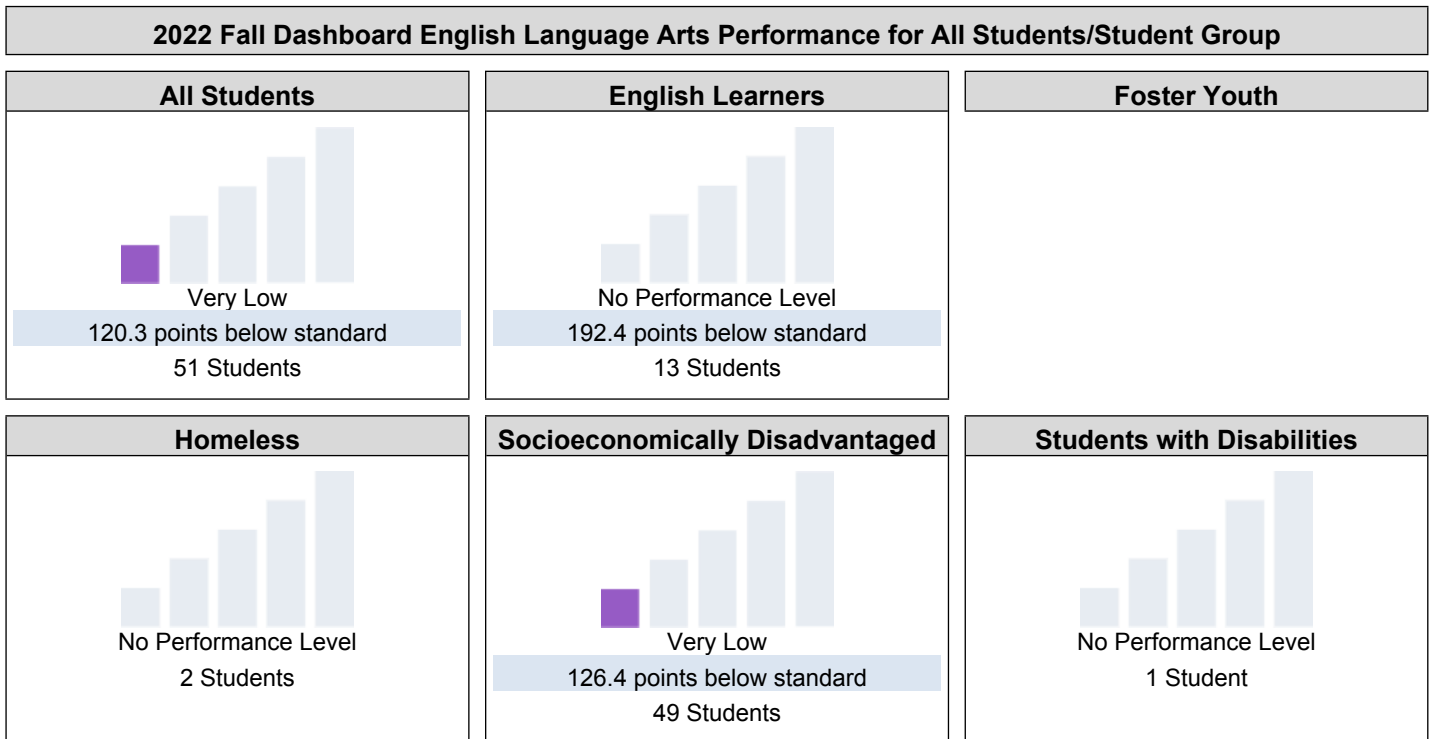 2022 Fall Dashboard English Language Arts Performance for All Students/Student Group
All Students
Very Low
120.3 points below standard
51 Students
English Learners
No Performance Level
192.4 points below standard
13 Students
Foster Youth
Homeless
No Performance Level
2 Students
Socioeconomically Disadvantaged
Very Low
126.4 points below standard
49 Students
Students with Disabilities
No Performance Level
1 Student